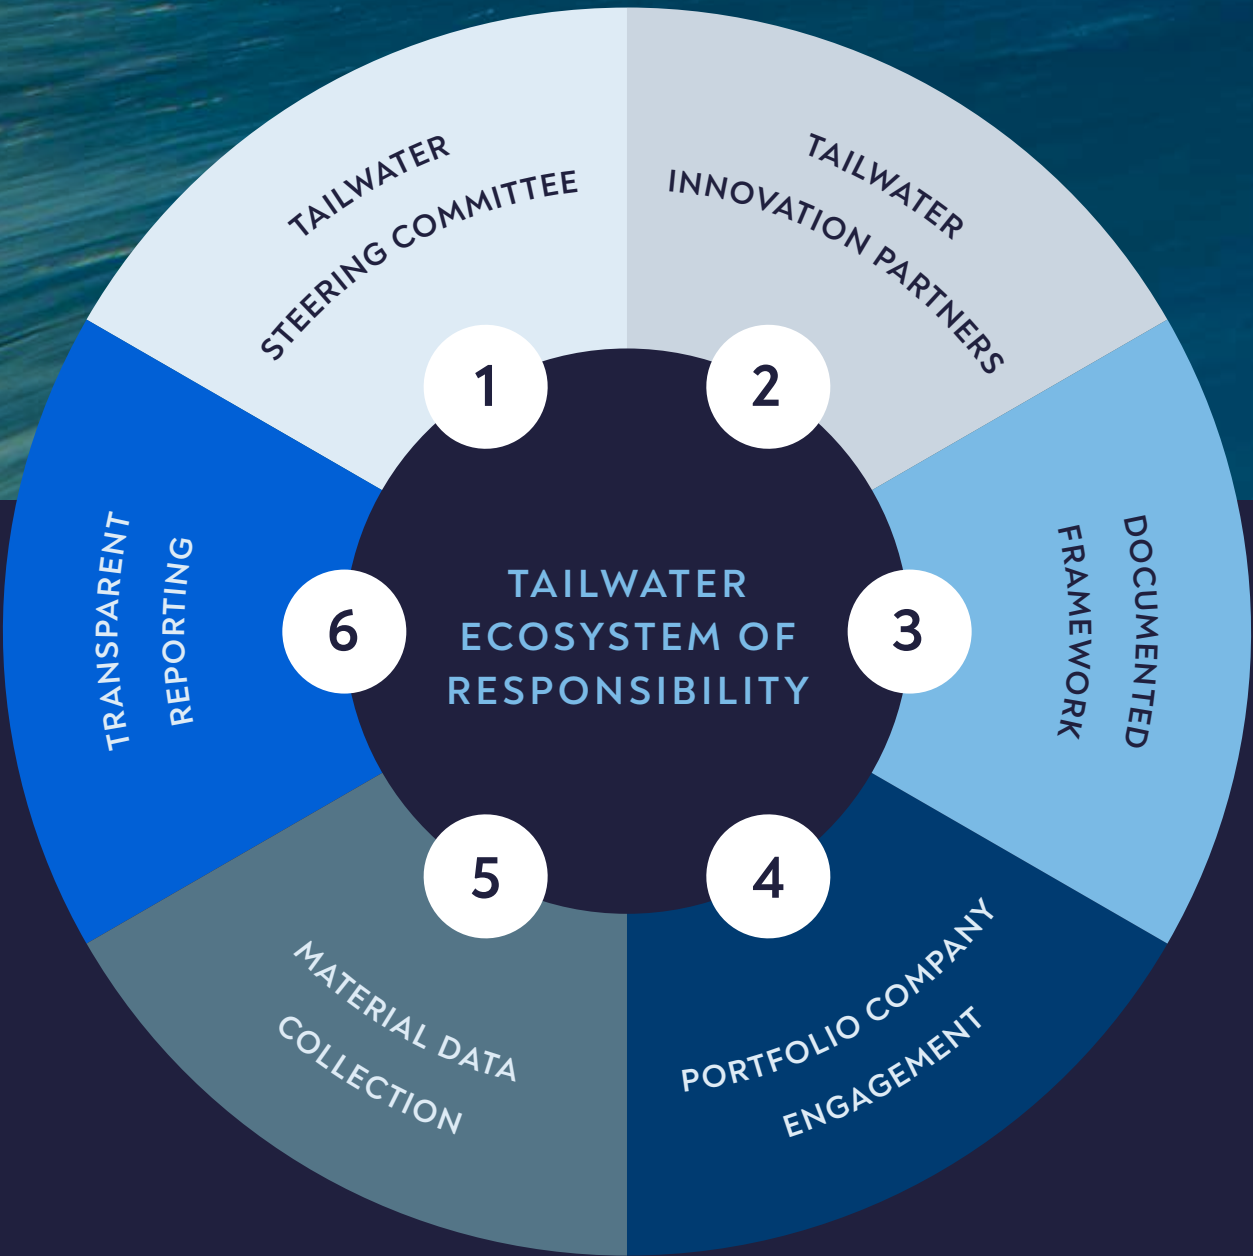 TAILWATER
ECOSYSTEM OF
RESPONSIBILITY
1
TAILWATER
STEERING COMMITTEE
2
TAILWATER
INNOVATION PARTNERS
3
DOCUMENTED
FRAMEWORK
4
PORTFOLIO COMPANY
ENGAGEMENT
5
MATERIAL DATA
COLLECTION
6
TRANSPARENT
REPORTING